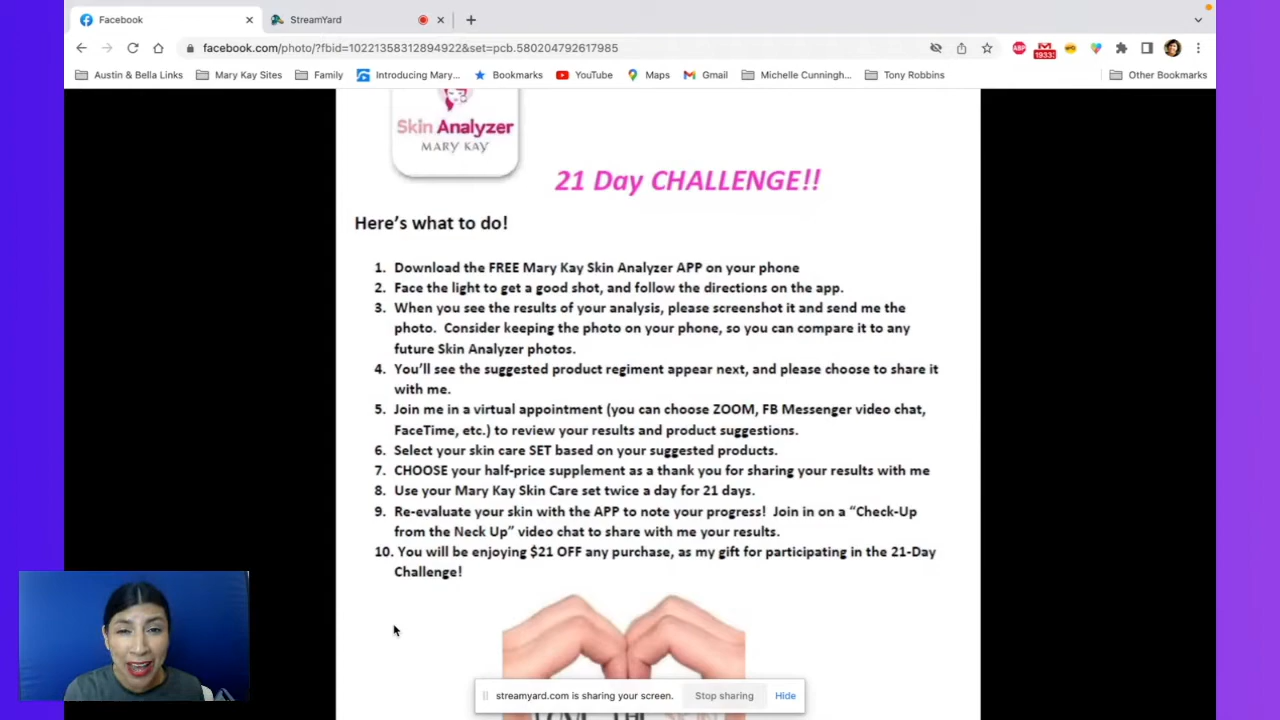 Facebook
StreamYard
facebook.com/photo/?fbid=10221358312894922&set=pcb.580204792617985
ABP
19333
Austin & Bella Links
Mary Kay Sites
Family
Introducing Mary...
Bookmarks
YouTube
Maps
Gmail
Michelle Cunningh...
Tony Robbins
Other Bookmarks
Skin Analyzer
MARY KAY
21 Day CHALLENGE!!
Here's what to do!
1. Download the FREE Mary Kay Skin Analyzer APP on your phone
2. Face the light to get a good shot, and follow the directions on the app.
3. When you see the results of your analysis, please screenshot it and send me the
photo. Consider keeping the photo on your phone, so you can compare it to any
future Skin Analyzer photos.
4. You'll see the suggested product regiment appear next, and please choose to share it
with me.
5. Join me in a virtual appointment (you can choose ZOOM, FB Messenger video chat,
FaceTime, etc.) to review your results and product suggestions.
6. Select your skin care SET based on your suggested products.
7. CHOOSE your half-price supplement as a thank you for sharing your results with me
8. Use your Mary Kay Skin Care set twice a day for 21 days.
9. Re-evaluate your skin with the APP to note your progress! Join in on a "Check-Up
from the Neck Up" video chat to share with me your results.
10. You will be enjoying $21 OFF any purchase, as my gift for participating in the 21-Day
Challenge!
streamyard.com is sharing your screen.
Stop sharing
Hide